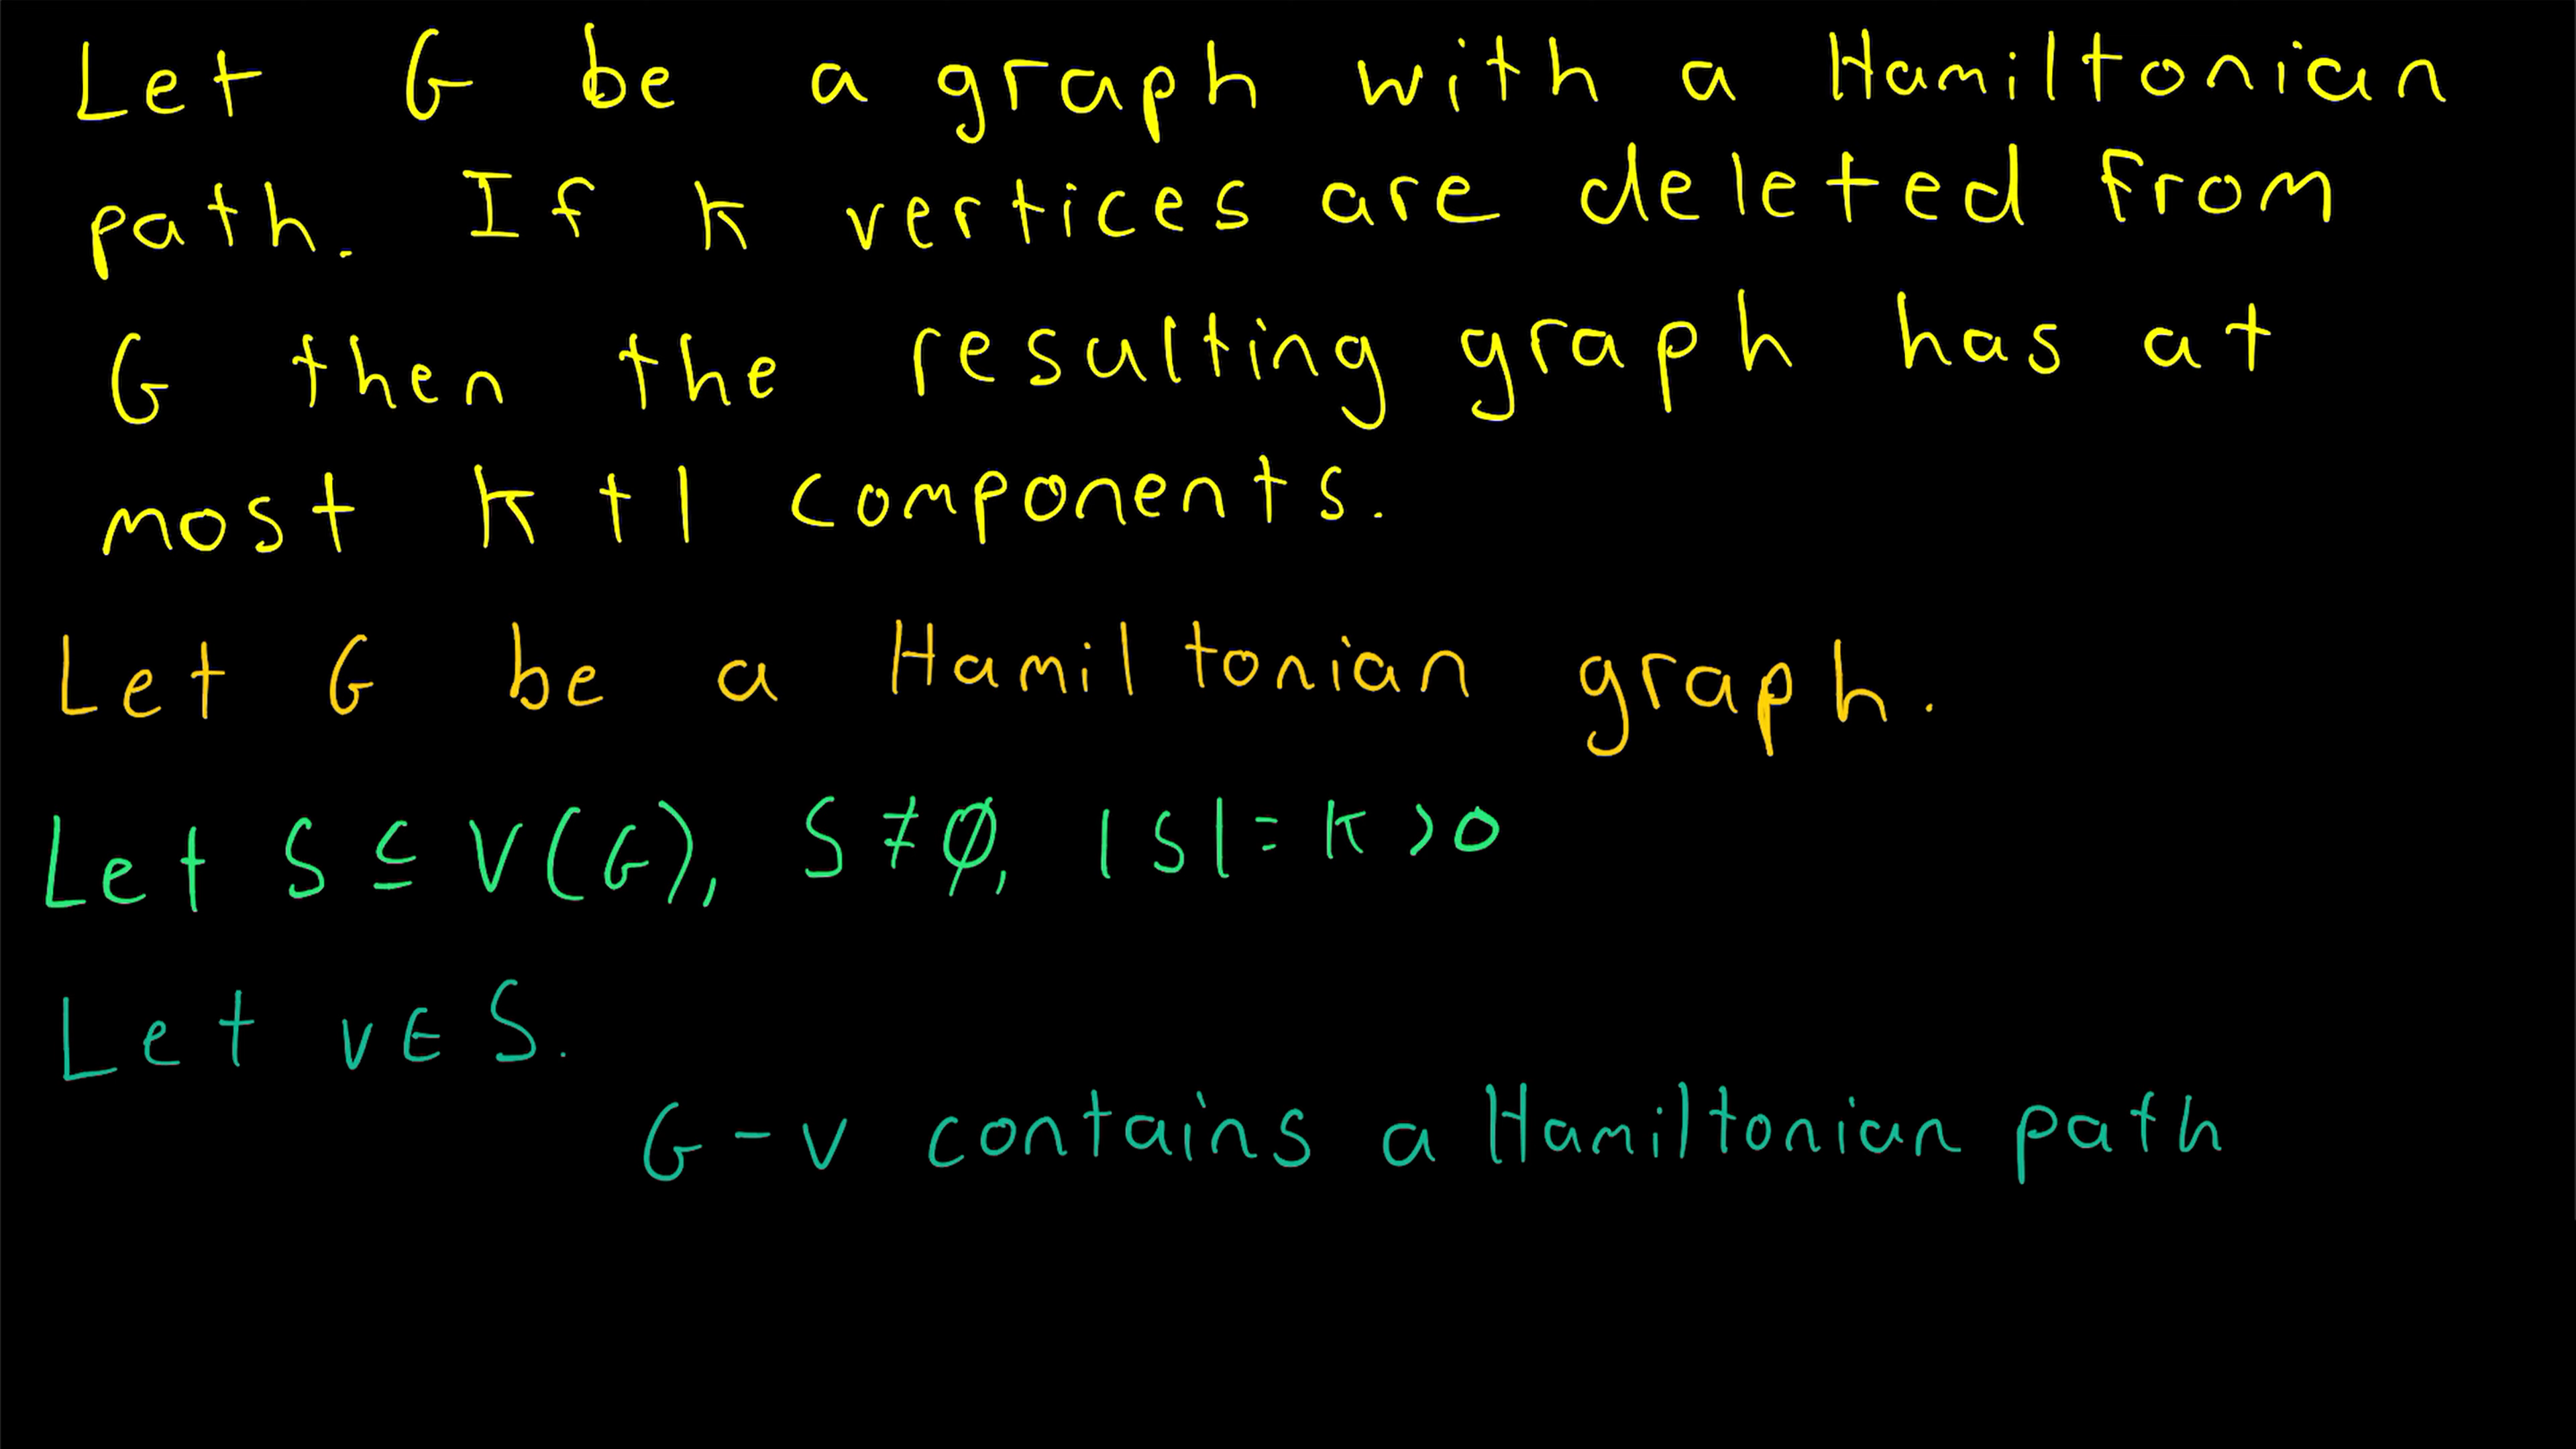 Let G be a graph with a Hamiltonian
path. If k vertices are deleted from
G then the resulting graph has at
most k+1 components.
Let G be a Hamiltonian graph.
Let S ⊆ V(G), S ≠ ∅, |S| = k > 0
Let v ∈ S.
G - v contains a Hamiltonian path